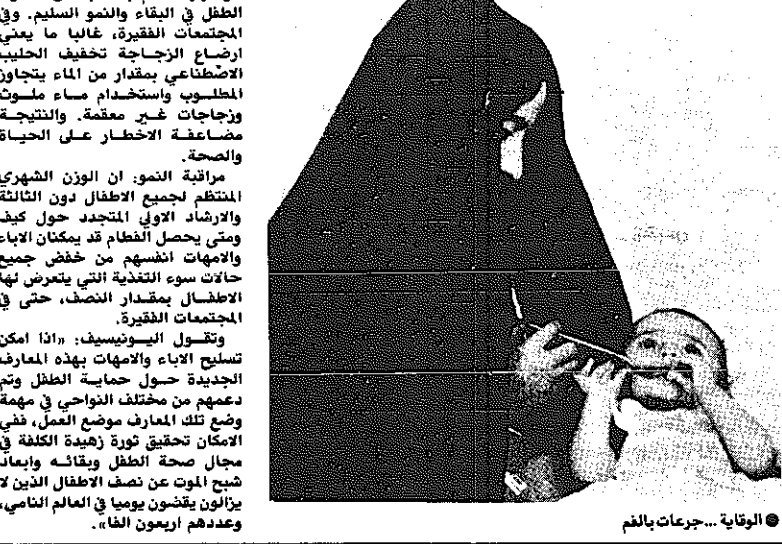 الطفل في البقاء والنمو السليم. وفي
المجتمعات الفقيرة، غالبا ما يعني
ارضاع الزجاجة تخفيف الحليب
الاصطناعي بمقدار من الماء يتجاوز
المطلوب واستخدام ماء ملوث
وزجاجات غير معقمة. والنتيجة
مضاعفة الاخطار على الحياة
والصحة.
مراقبة النمو: ان الوزن الشهري
المنتظم لجميع الاطفال دون الثالثة
والارشاد الاولي المتجدد حول كيف
ومتى يحصل الفطام قد يمكنان الاباء
والامهات انفسهم من خفض جميع
حالات سوء التغذية التي يتعرض لها
الاطفال بمقدار النصف، حتى في
المجتمعات الفقيرة.
وتقول اليونيسيف: «اذا امكن
تسليح الاباء والامهات بهذه المعارف
الجديدة حول حماية الطفل وتم
دعمهم من مختلف النواحي في مهمة
وضع تلك المعارف موضع العمل، ففي
الامكان تحقيق ثورة زهيدة الكلفة في
مجال صحة الطفل وبقائه وابعاد
شبح الموت عن نصف الاطفال الذين لا
يزالون يقضون يوميا في العالم النامي،
وعددهم اربعون الفا».
الوقاية ... جرعات بالفم